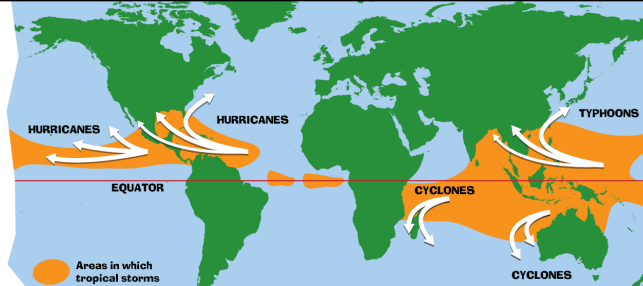 TYPHOONS
HURRICANES
HURRICANES
EQUATOR
CYCLONES
CYCLONES
Areas in which
tropical storms